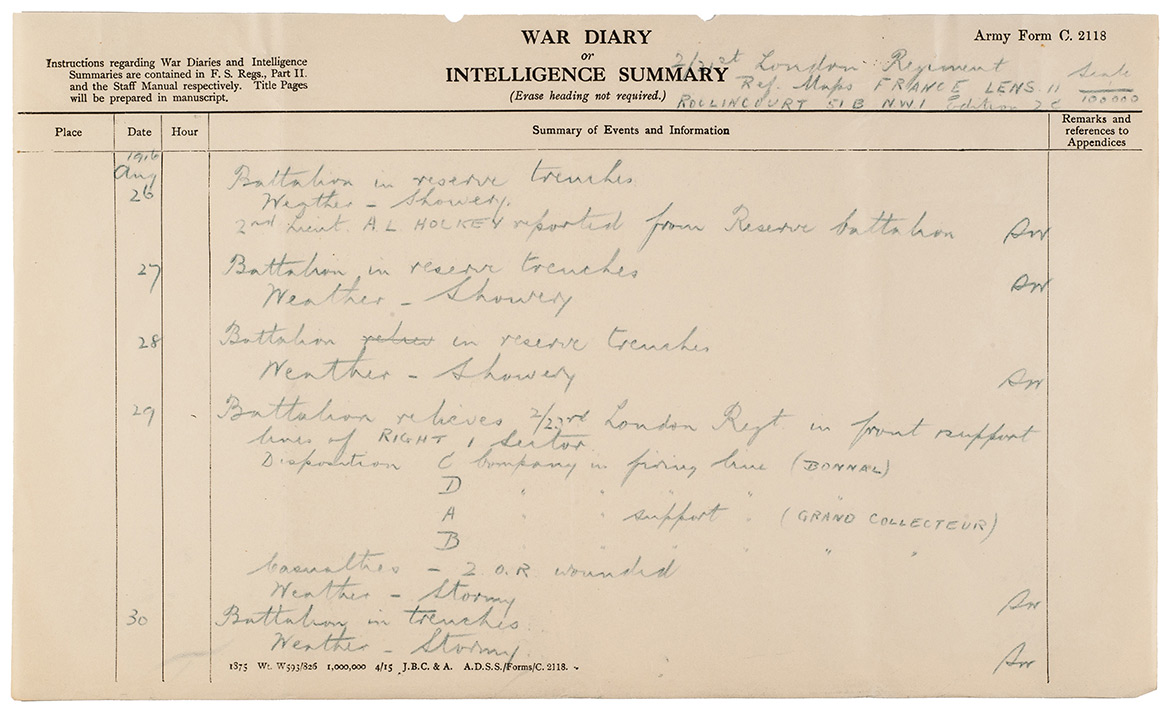 WAR DIARY
or
INTELLIGENCE SUMMARY
(Erase heading not required.)
Army Form C. 2118
Instructions regarding War Diaries and Intelligence
Summaries are contained in F. S. Regs., Part II.
and the Staff Manual respectively. Title Pages
will be prepared in manuscript.
2/21st London Regiment
Ref. Maps FRANCE LENS. 11 Scale 1/100000
ROCLINCOURT 51B NW1 Edition 2C
Place Date Hour Summary of Events and Information Remarks and references to Appendices
1916
Aug
26 Battalion in reserve trenches
Weather – Showery.
2nd Lieut. A L HOLKEY reported from Reserve battalion
27 Battalion in reserve trenches
Weather – Showery
28 Battalion in reserve trenches
Weather – Showery
29 Battalion relieves 2/23rd London Regt in front & support
lines of RIGHT 1 Sector
Disposition C Company in firing line (BONNAL)
D " " " "
A " " support " (GRAND COLLECTEUR)
B " " " " " "
Casualties – 2 O.R. wounded
Weather – Stormy
30 Battalion in trenches
Weather – Stormy
1875 Wt. W593/826 1,000,000 4/15 J.B.C. & A. A.D.S.S./Forms/C. 2118.